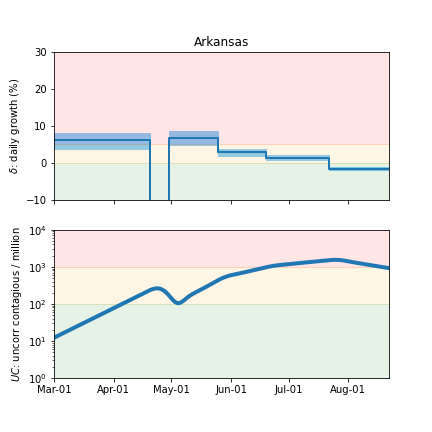 Arkansas
δ: daily growth (%)
30
20
10
0
−10
UC: uncorr contagious / million
10⁴
10³
10²
10¹
10⁰
Mar-01 Apr-01 May-01 Jun-01 Jul-01 Aug-01